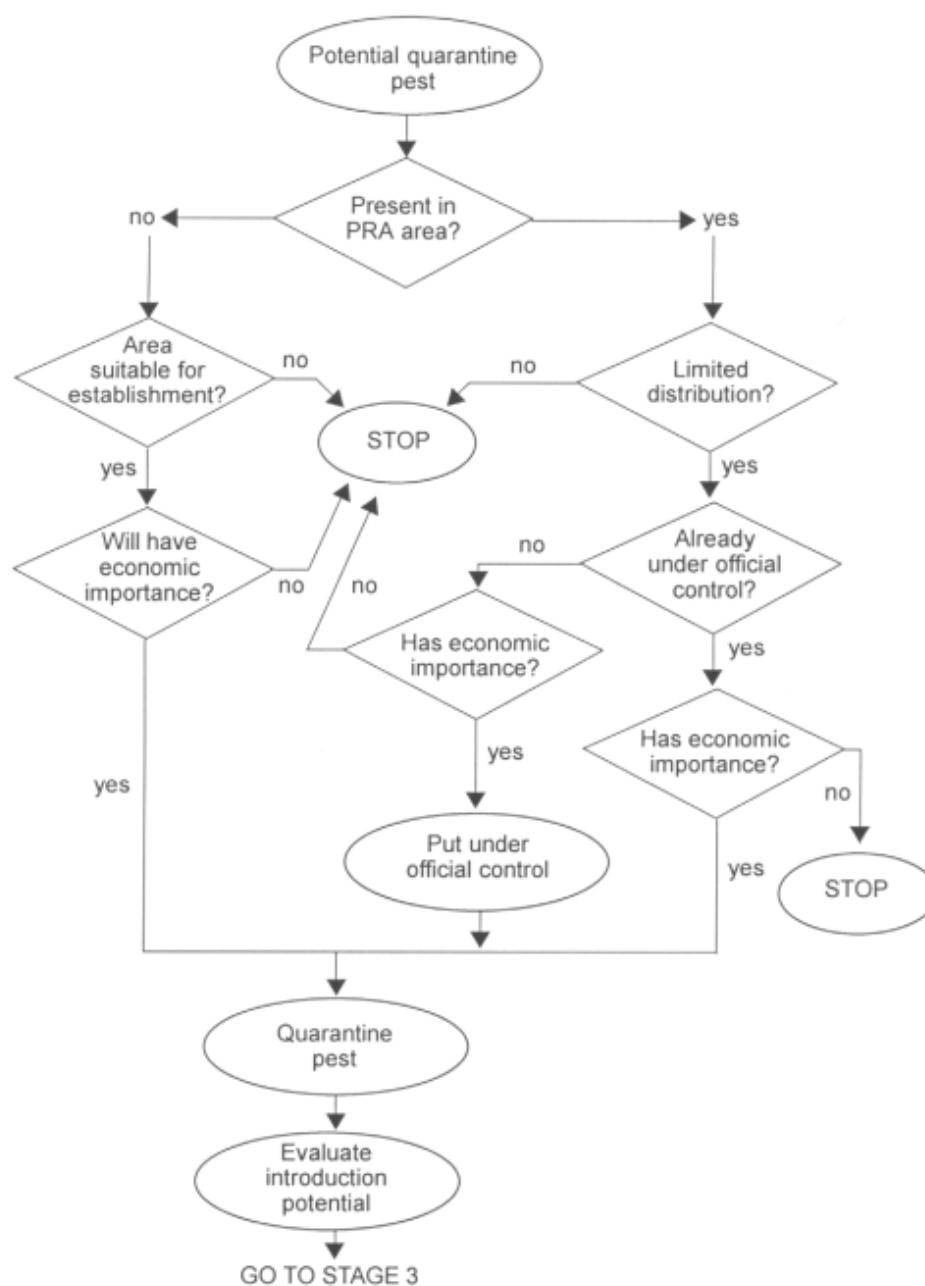 Potential quarantine
pest
Present in
PRA area?
no
yes
Area
suitable for
establishment?
no
no
Limited
distribution?
STOP
yes
yes
Will have
economic
importance?
no
no
Already
under official
control?
no
Has economic
importance?
yes
yes
Has economic
importance?
yes
no
Put under
official control
yes
STOP
Quarantine
pest
Evaluate
introduction
potential
GO TO STAGE 3